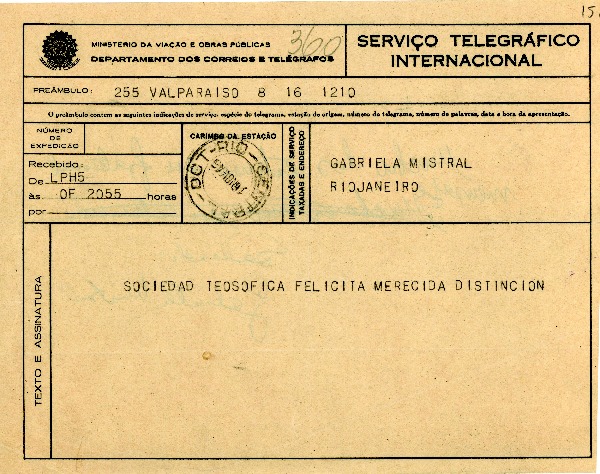 15.
360
MINISTÉRIO DA VIAÇÃO E OBRAS PÚBLICAS
DEPARTAMENTO DOS CORREIOS E TELÉGRAFOS
SERVIÇO TELEGRÁFICO
INTERNACIONAL
PREÂMBULO: 255 VALPARAISO 8 16 1210
O preâmbulo contém as seguintes indicações de serviço: espécie do telegrama, estação de origem, número do telegrama, número de palavras, data e hora da apresentação.
NÚMERO
DE
EXPEDIÇÃO
Recebido:
De LPH5
às OF 2055 horas
por
CARIMBO DA ESTAÇÃO
DCT-RIO-CENTRAL
INDICAÇÕES DE SERVIÇO
TAXADAS E ENDEREÇO
GABRIELA MISTRAL
RIOJANEIRO
TEXTO E ASSINATURA
SOCIEDAD TEOSOFICA FELICITA MERECIDA DISTINCION